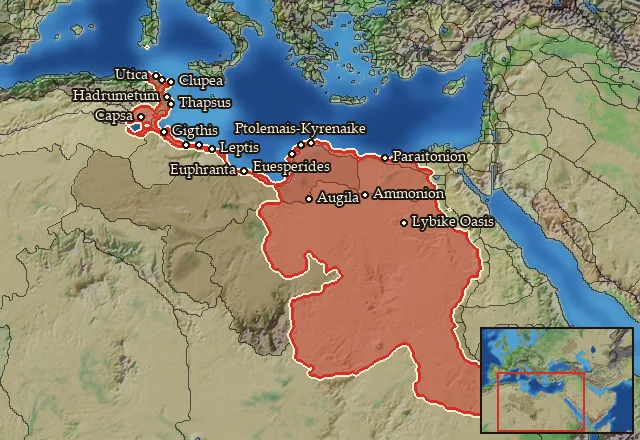 Utica
Clupea
Hadrumetum
Thapsus
Capsa
Gigthis
Ptolemais-Kyrenaike
Leptis
Paraitonion
Euphranta
Euesperides
Augila
Ammonion
Lybike Oasis